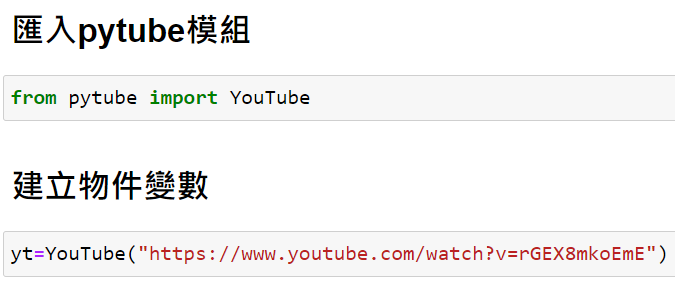 匯入pytube模組
from pytube import YouTube
建立物件變數
yt=YouTube("https://www.youtube.com/watch?v=rGEX8mkoEmE")